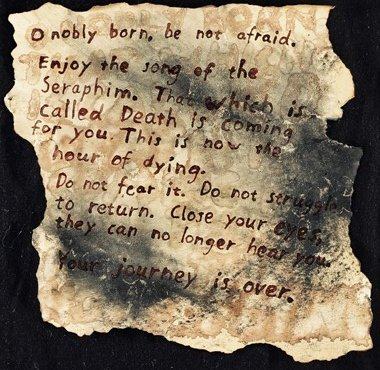 O nobly born, be not afraid.
Enjoy the song of the
Seraphim. That which is
called Death is coming
for you. This is now the
hour of dying.
Do not fear it. Do not struggle
to return. Close your eyes,
they can no longer hear you.
Your journey is over.